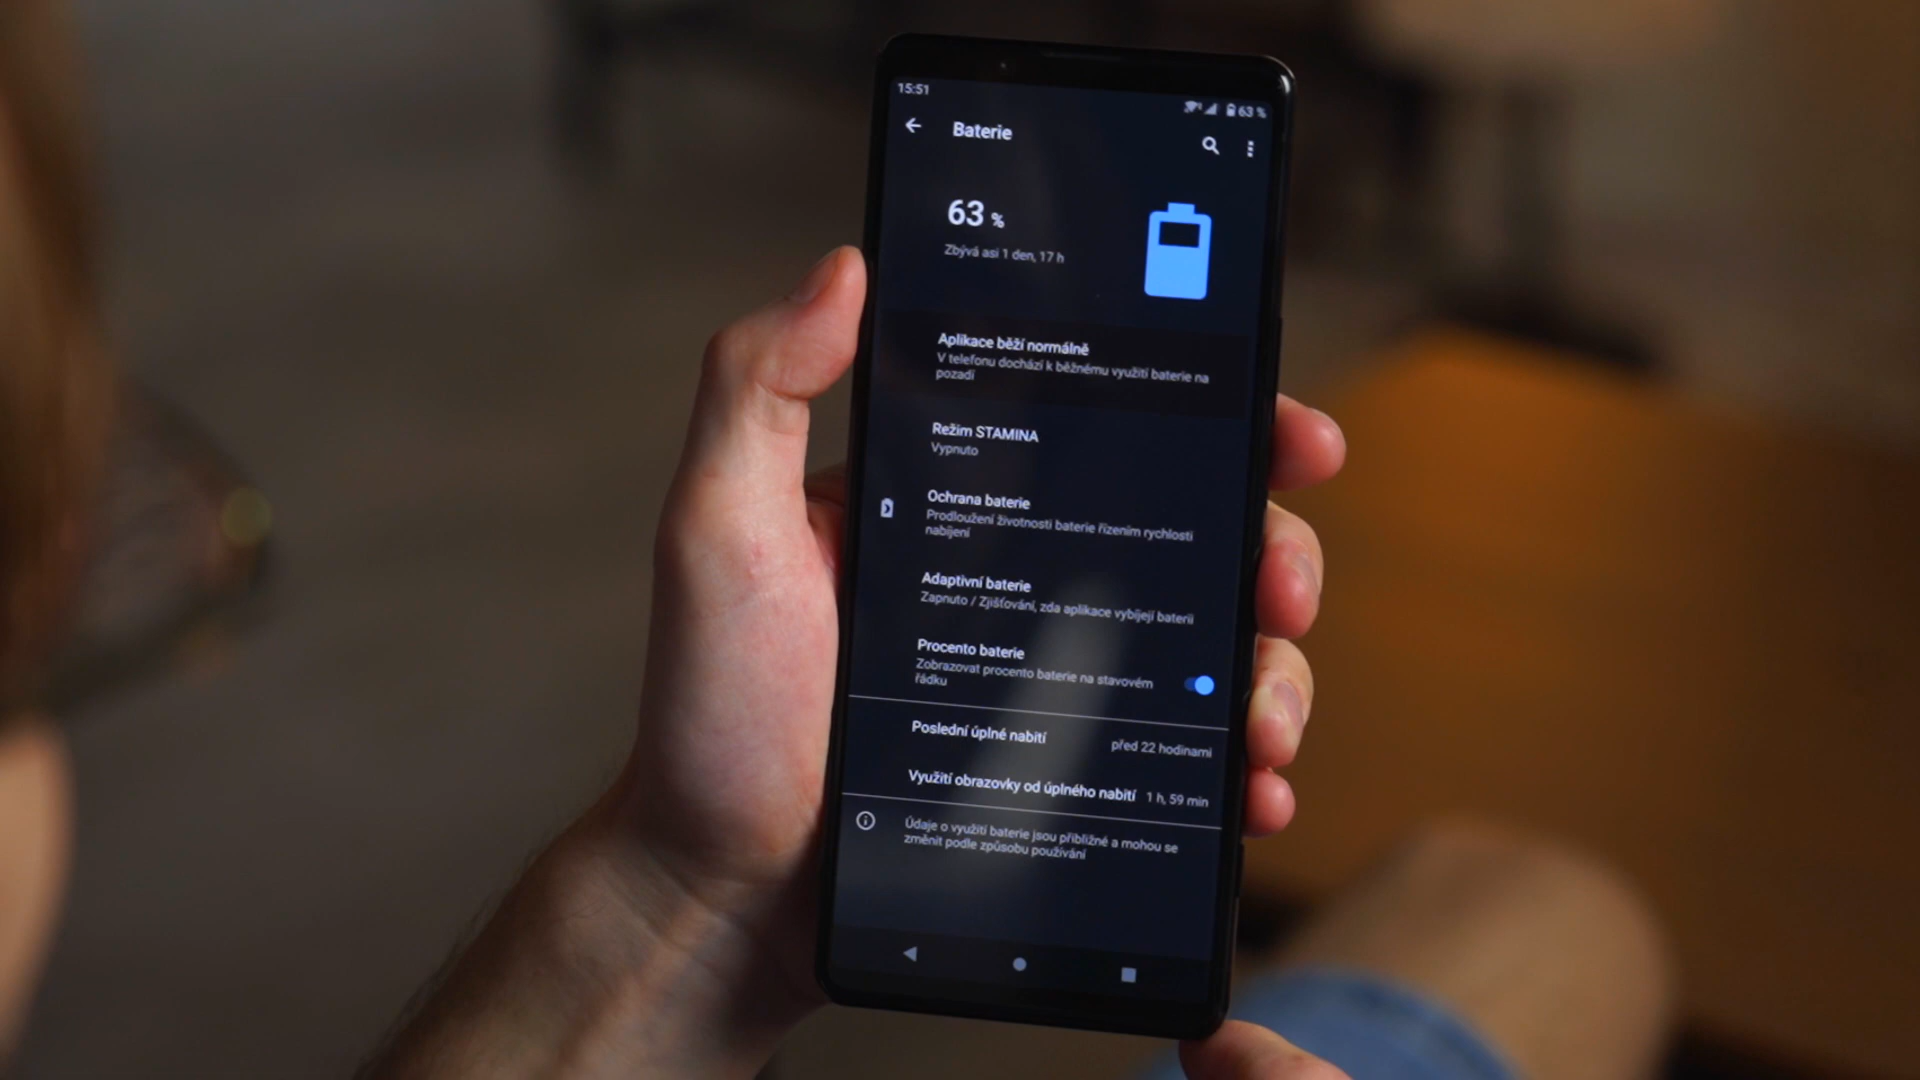 15:51
63 %
Baterie
63 %
Zbývá asi 1 den, 17 h
Aplikace běží normálně
V telefonu dochází k běžnému využití baterie na
pozadí
Režim STAMINA
Vypnuto
Ochrana baterie
Prodloužení životnosti baterie řízením rychlosti
nabíjení
Adaptivní baterie
Zapnuto / Zjišťování, zda aplikace vybíjejí baterii
Procento baterie
Zobrazovat procento baterie na stavovém
řádku
Poslední úplné nabití před 22 hodinami
Využití obrazovky od úplného nabití 1 h, 59 min
Údaje o využití baterie jsou přibližné a mohou se
změnit podle způsobu používání